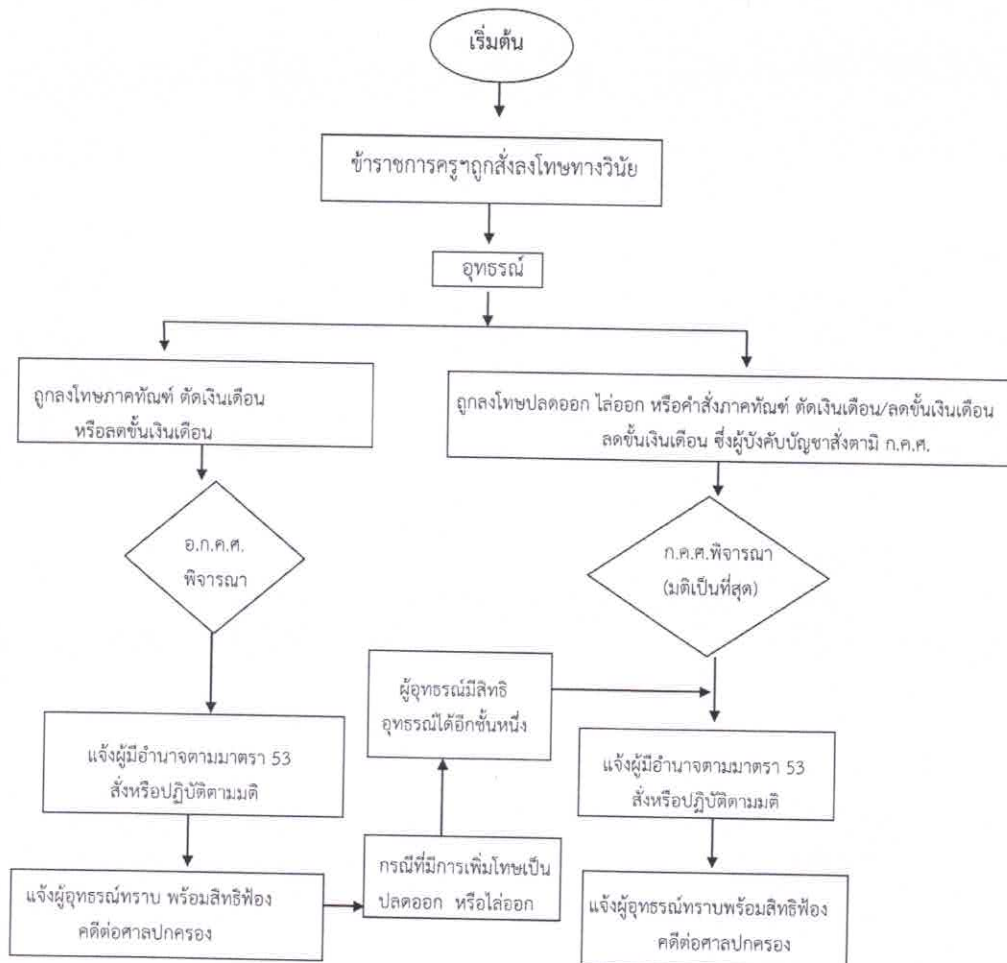 เริ่มต้น
ข้าราชการครูฯถูกสั่งลงโทษทางวินัย
อุทธรณ์
ถูกลงโทษภาคทัณฑ์ ตัดเงินเดือน
หรือลดขั้นเงินเดือน
ถูกลงโทษปลดออก ไล่ออก หรือคำสั่งภาคทัณฑ์ ตัดเงินเดือน/ลดขั้นเงินเดือน
ลดขั้นเงินเดือน ซึ่งผู้บังคับบัญชาสั่งตามิ ก.ค.ศ.
อ.ก.ค.ศ.
พิจารณา
ก.ค.ศ.พิจารณา
(มติเป็นที่สุด)
ผู้อุทธรณ์มีสิทธิ
อุทธรณ์ได้อีกชั้นหนึ่ง
แจ้งผู้มีอำนาจตามมาตรา 53
สั่งหรือปฏิบัติตามมติ
แจ้งผู้มีอำนาจตามมาตรา 53
สั่งหรือปฏิบัติตามมติ
กรณีที่มีการเพิ่มโทษเป็น
ปลดออก หรือไล่ออก
แจ้งผู้อุทธรณ์ทราบ พร้อมสิทธิฟ้อง
คดีต่อศาลปกครอง
แจ้งผู้อุทธรณ์ทราบพร้อมสิทธิฟ้อง
คดีต่อศาลปกครอง